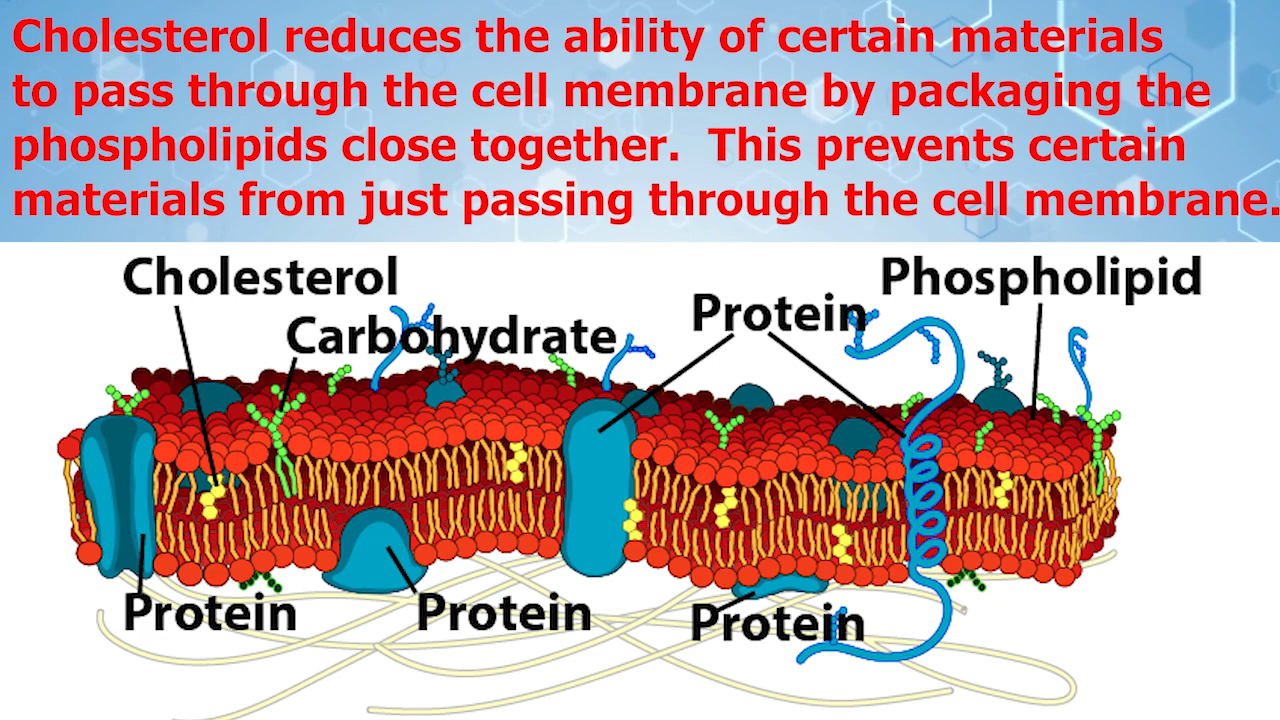 Cholesterol reduces the ability of certain materials
to pass through the cell membrane by packaging the
phospholipids close together. This prevents certain
materials from just passing through the cell membrane.
Cholesterol
Phospholipid
Carbohydrate
Protein
Protein
Protein
Protein